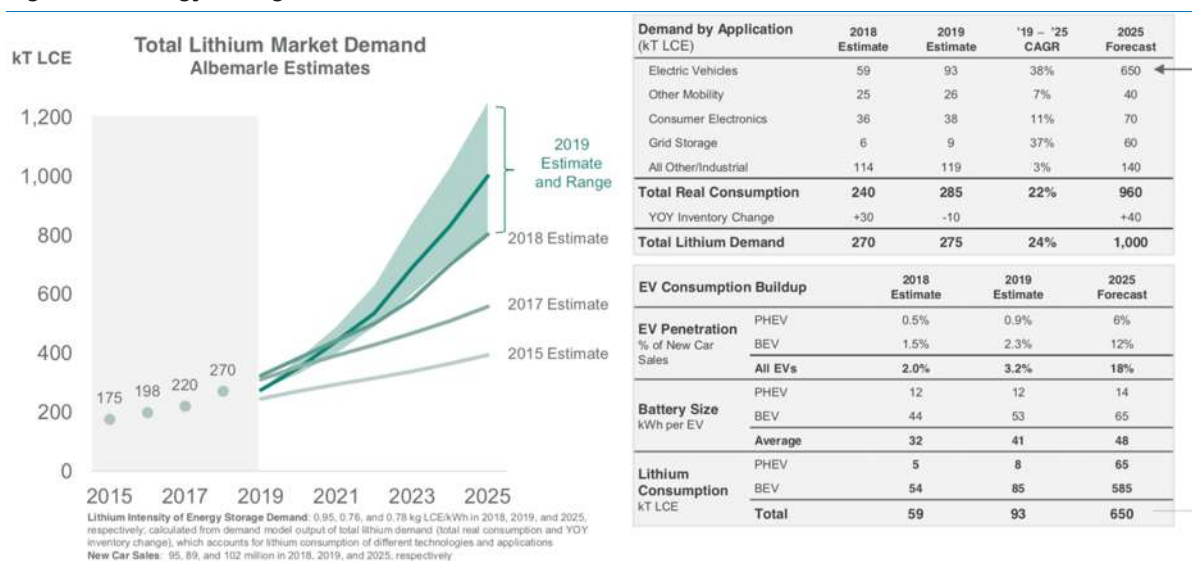 kT LCE
Total Lithium Market Demand
Albemarle Estimates
1,200
1,000
800
600
400
200
0
175
198
220
270
2015 2017 2019 2021 2023 2025
2019
Estimate
and Range
2018 Estimate
2017 Estimate
2015 Estimate
Lithium Intensity of Energy Storage Demand: 0.95, 0.76, and 0.78 kg LCE/kWh in 2018, 2019, and 2025,
respectively; calculated from demand model output of total lithium demand (total real consumption and YOY
inventory change), which accounts for lithium consumption of different technologies and applications
New Car Sales: 95, 89, and 102 million in 2018, 2019, and 2025, respectively
Demand by Application
(kT LCE)
2018
Estimate
2019
Estimate
'19 – '25
CAGR
2025
Forecast
Electric Vehicles 59 93 38% 650
Other Mobility 25 26 7% 40
Consumer Electronics 36 38 11% 70
Grid Storage 6 9 37% 60
All Other/Industrial 114 119 3% 140
Total Real Consumption 240 285 22% 960
YOY Inventory Change +30 -10 +40
Total Lithium Demand 270 275 24% 1,000
EV Consumption Buildup
2018
Estimate
2019
Estimate
2025
Forecast
EV Penetration
% of New Car
Sales
PHEV 0.5% 0.9% 6%
BEV 1.5% 2.3% 12%
All EVs 2.0% 3.2% 18%
Battery Size
kWh per EV
PHEV 12 12 14
BEV 44 53 65
Average 32 41 48
Lithium
Consumption
kT LCE
PHEV 5 8 65
BEV 54 85 585
Total 59 93 650